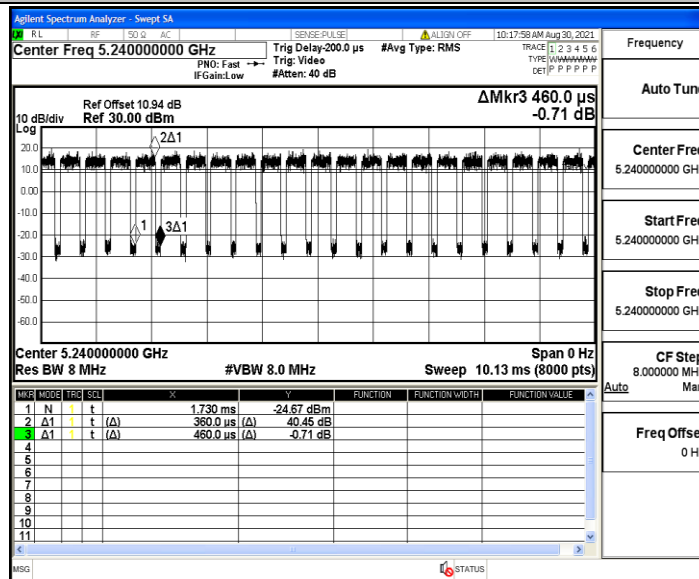 Agilent Spectrum Analyzer - Swept SA
RL RF 50 Ω AC SENSE:PULSE ALIGN OFF 10:17:58 AM Aug 30, 2021
Center Freq 5.240000000 GHz
PNO: Fast
IFGain:Low
Trig Delay-200.0 µs
Trig: Video
#Atten: 40 dB
#Avg Type: RMS
TRACE 1 2 3 4 5 6
TYPE
DET P P P P P P
Ref Offset 10.94 dB
10 dB/div Ref 30.00 dBm
Log
ΔMkr3 460.0 µs
-0.71 dB
20.0
10.0
0.00
-10.0
-20.0
-30.0
-40.0
-50.0
-60.0
2Δ1
1
3Δ1
Center 5.240000000 GHz Span 0 Hz
Res BW 8 MHz #VBW 8.0 MHz Sweep 10.13 ms (8000 pts)
MKR MODE TRC SCL X Y FUNCTION FUNCTION WIDTH FUNCTION VALUE
1 N 1 t 1.730 ms -24.67 dBm
2 Δ1 1 t (Δ) 360.0 µs (Δ) 40.45 dB
3 Δ1 1 t (Δ) 460.0 µs (Δ) -0.71 dB
4
5
6
7
8
9
10
11
MSG STATUS
Frequency
Auto Tun
Center Fre
5.240000000 GH
Start Fre
5.240000000 GH
Stop Fre
5.240000000 GH
CF Step
8.000000 MH
Auto Ma
Freq Offse
0 H